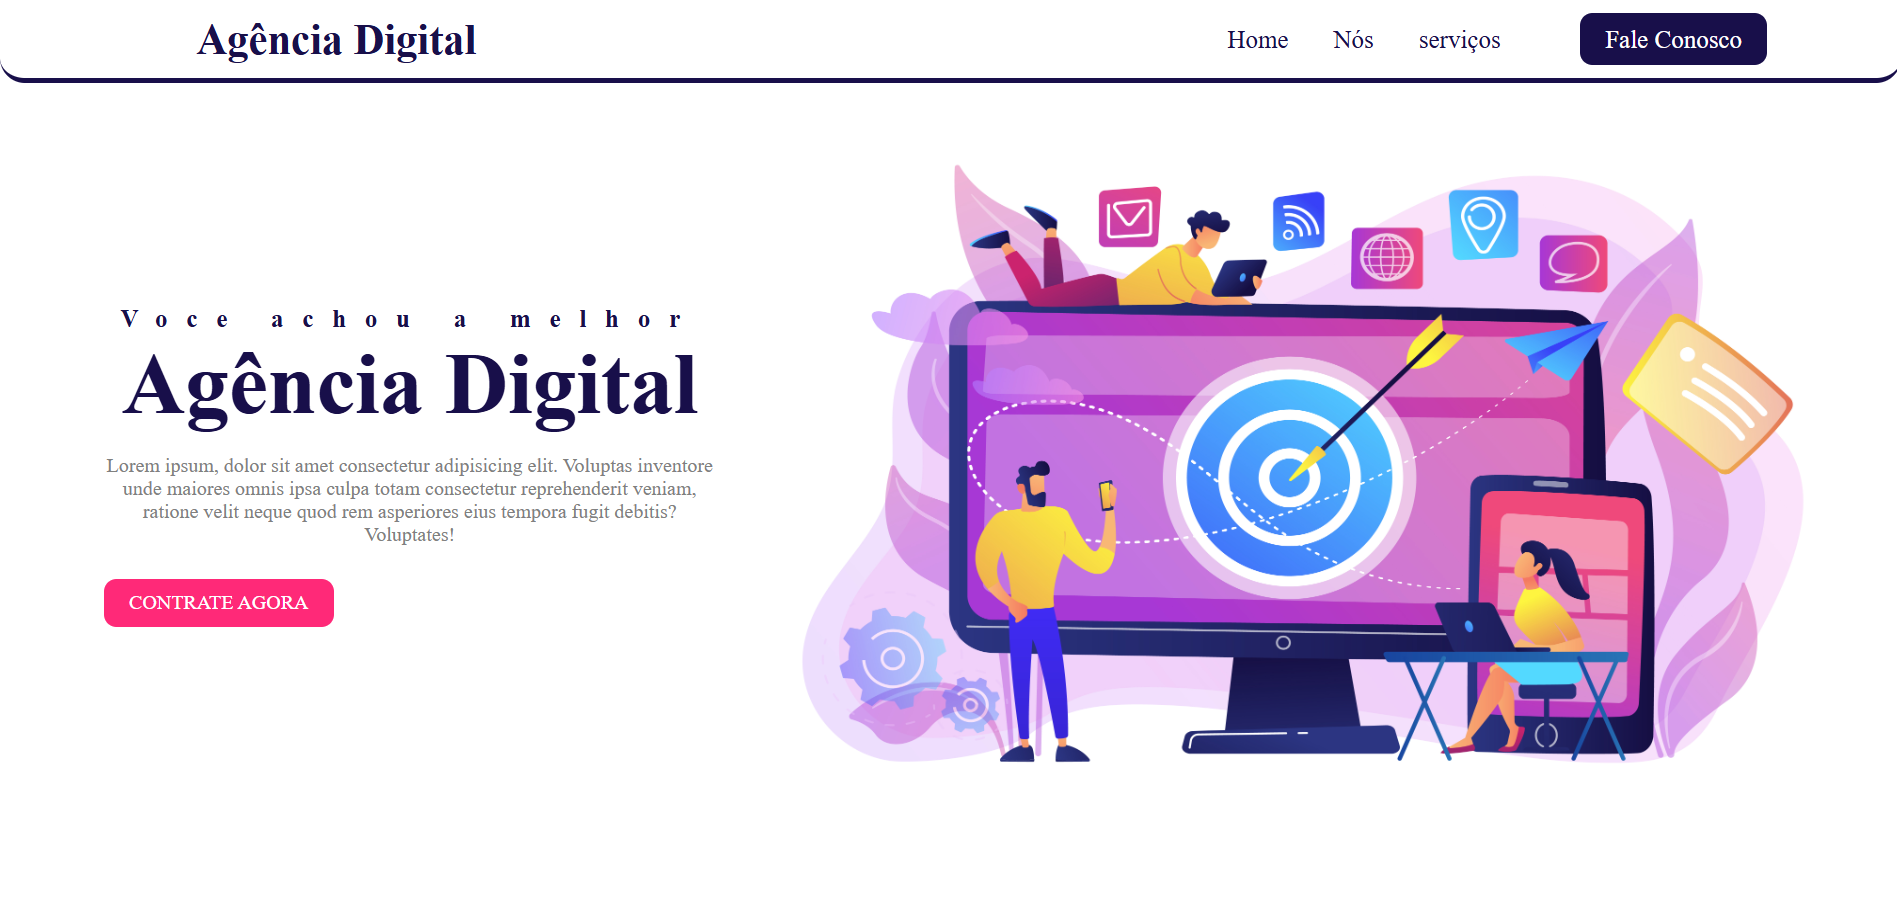 Agência Digital
Home
Nós
serviços
Fale Conosco
Voce achou a melhor
Agência Digital
Lorem ipsum, dolor sit amet consectetur adipisicing elit. Voluptas inventore
unde maiores omnis ipsa culpa totam consectetur reprehenderit veniam,
ratione velit neque quod rem asperiores eius tempora fugit debitis?
Voluptates!
CONTRATE AGORA